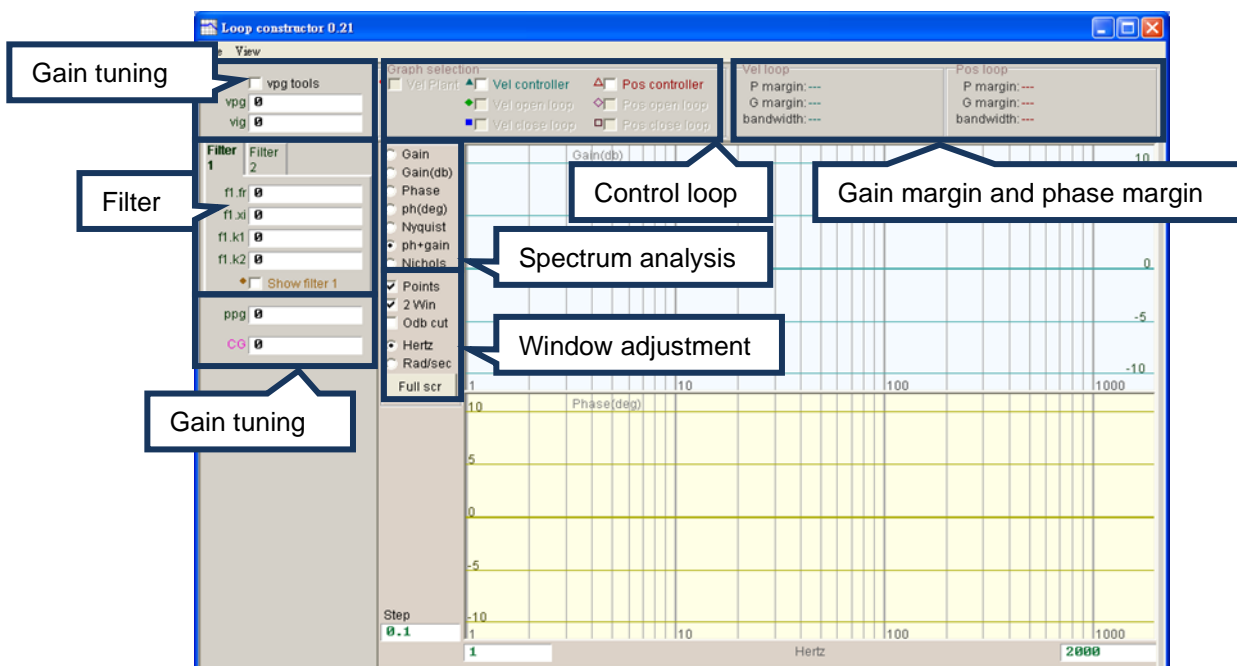 Loop constructor 0.21
View
Gain tuning
vpg tools
vpg 0
vig 0
Graph selection
Vel Plant
Vel controller
Pos controller
Vel open loop
Pos open loop
Vel close loop
Pos close loop
Vel loop
P margin: ---
G margin: ---
bandwidth: ---
Pos loop
P margin: ---
G margin: ---
bandwidth: ---
Filter 1
Filter 2
Filter
f1.fr 0
f1.xi 0
f1.k1 0
f1.k2 0
Show filter 1
ppg 0
CG 0
Gain tuning
Gain
Gain(db)
Phase
ph(deg)
Nyquist
ph+gain
Nichols
Points
2 Win
0db cut
Hertz
Rad/sec
Full scr
Control loop
Gain margin and phase margin
Spectrum analysis
Window adjustment
Gain(db)
10
0
-5
-10
1 10 100 1000
Phase(deg)
10
5
0
-5
-10
1 10 100 1000
Step
0.1
1
Hertz
2000